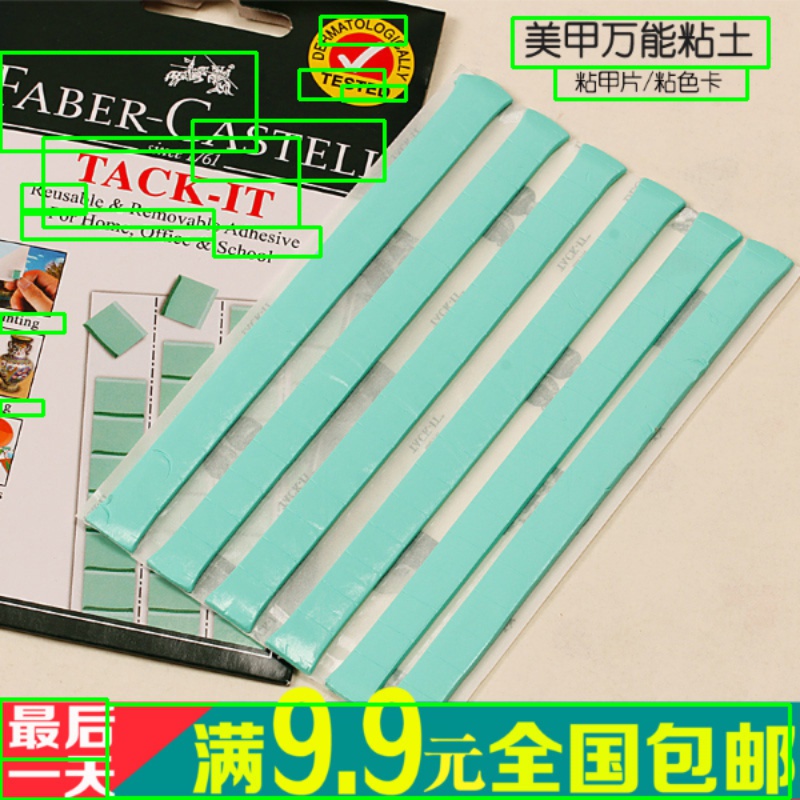 美甲万能粘土
粘甲片/粘色卡
DERMATOLOGICALLY
TESTED
FABER-CASTELL
since 1761
TACK-IT
Reusable & Removable Adhesive
For Home, Office & School
最后
一天
满9.9元全国包邮